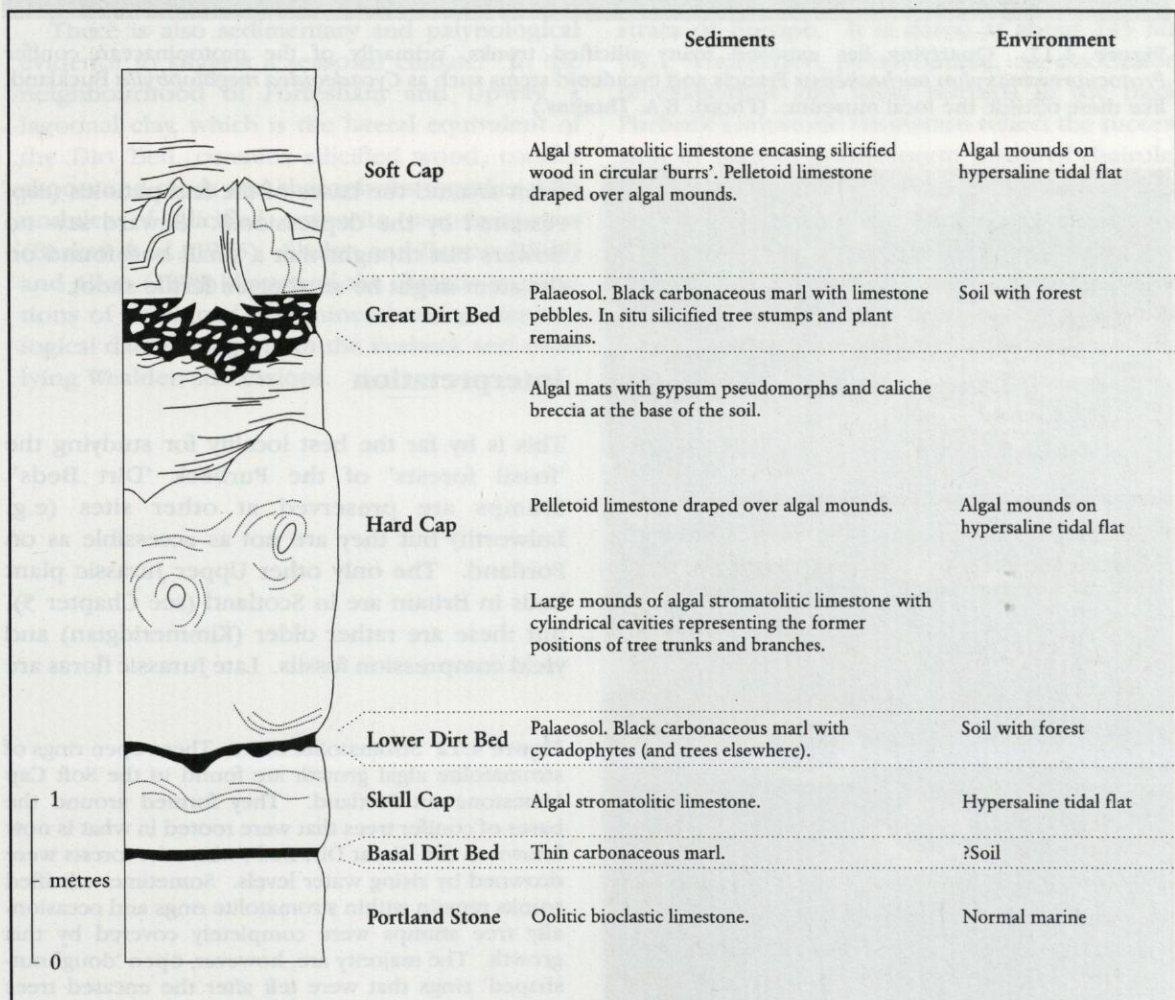 Sediments Environment
Soft Cap
Algal stromatolitic limestone encasing silicified
wood in circular 'burrs'. Pelletoid limestone
draped over algal mounds.
Algal mounds on
hypersaline tidal flat
Great Dirt Bed
Palaeosol. Black carbonaceous marl with limestone
pebbles. In situ silicified tree stumps and plant
remains.
Soil with forest
Algal mats with gypsum pseudomorphs and caliche
breccia at the base of the soil.
Hard Cap
Pelletoid limestone draped over algal mounds.
Algal mounds on
hypersaline tidal flat
Large mounds of algal stromatolitic limestone with
cylindrical cavities representing the former
positions of tree trunks and branches.
Lower Dirt Bed
Palaeosol. Black carbonaceous marl with
cycadophytes (and trees elsewhere).
Soil with forest
1
Skull Cap
Algal stromatolitic limestone.
Hypersaline tidal flat
Basal Dirt Bed
Thin carbonaceous marl.
?Soil
metres
Portland Stone
Oolitic bioclastic limestone.
Normal marine
0